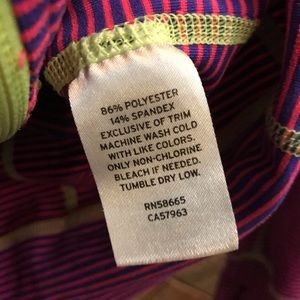 86% POLYESTER
14% SPANDEX
EXCLUSIVE OF TRIM
MACHINE WASH COLD
WITH LIKE COLORS.
ONLY NON-CHLORINE
BLEACH IF NEEDED.
TUMBLE DRY LOW.
RN58665
CA57963